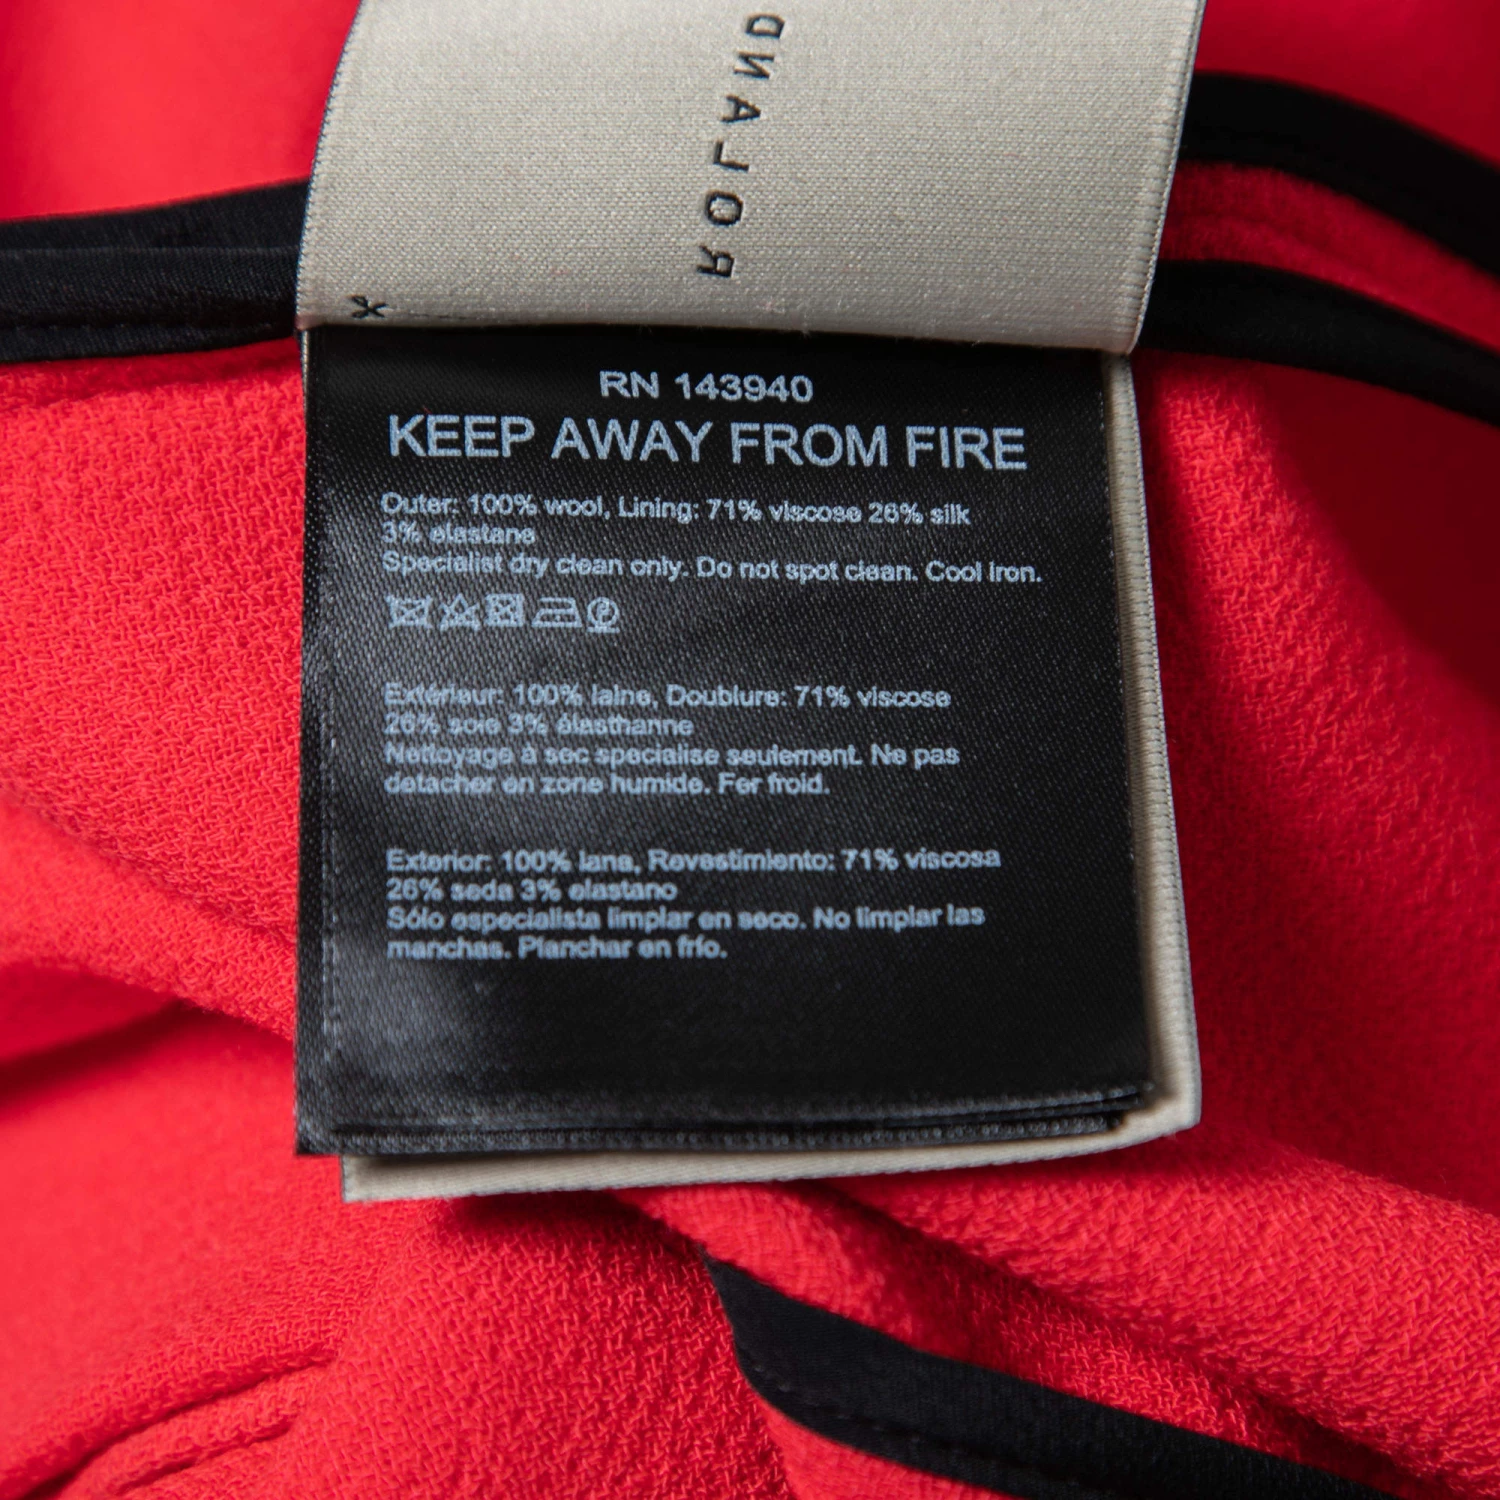 ROLAND
RN 143940
KEEP AWAY FROM FIRE
Outer: 100% wool, Lining: 71% viscose 26% silk
3% elastane
Specialist dry clean only. Do not spot clean. Cool iron.
P
Extérieur: 100% laine, Doublure: 71% viscose
26% soie 3% élasthanne
Nettoyage à sec specialise seulement. Ne pas
detacher en zone humide. Fer froid.
Exterior: 100% lana, Revestimiento: 71% viscosa
26% seda 3% elastano
Sólo especialista limpiar en seco. No limpiar las
manchas. Planchar en frío.